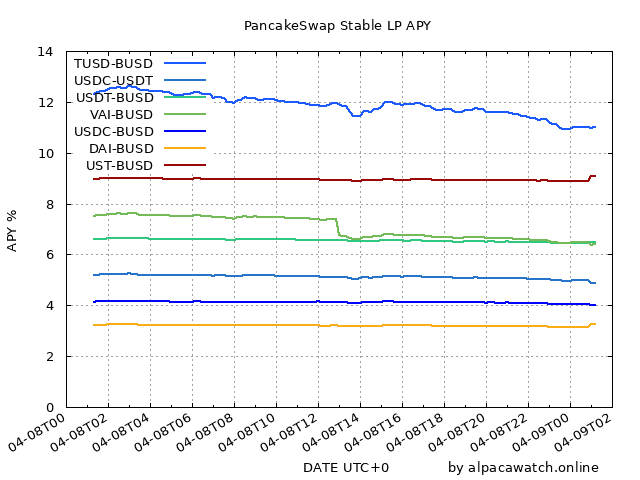 PancakeSwap Stable LP APY
14
12
10
8
6
4
2
0
APY %
TUSD-BUSD
USDC-USDT
USDT-BUSD
VAI-BUSD
USDC-BUSD
DAI-BUSD
UST-BUSD
04-08T00
04-08T02
04-08T04
04-08T06
04-08T08
04-08T10
04-08T12
04-08T14
04-08T16
04-08T18
04-08T20
04-08T22
04-09T00
04-09T02
DATE UTC+0
by alpacawatch.online